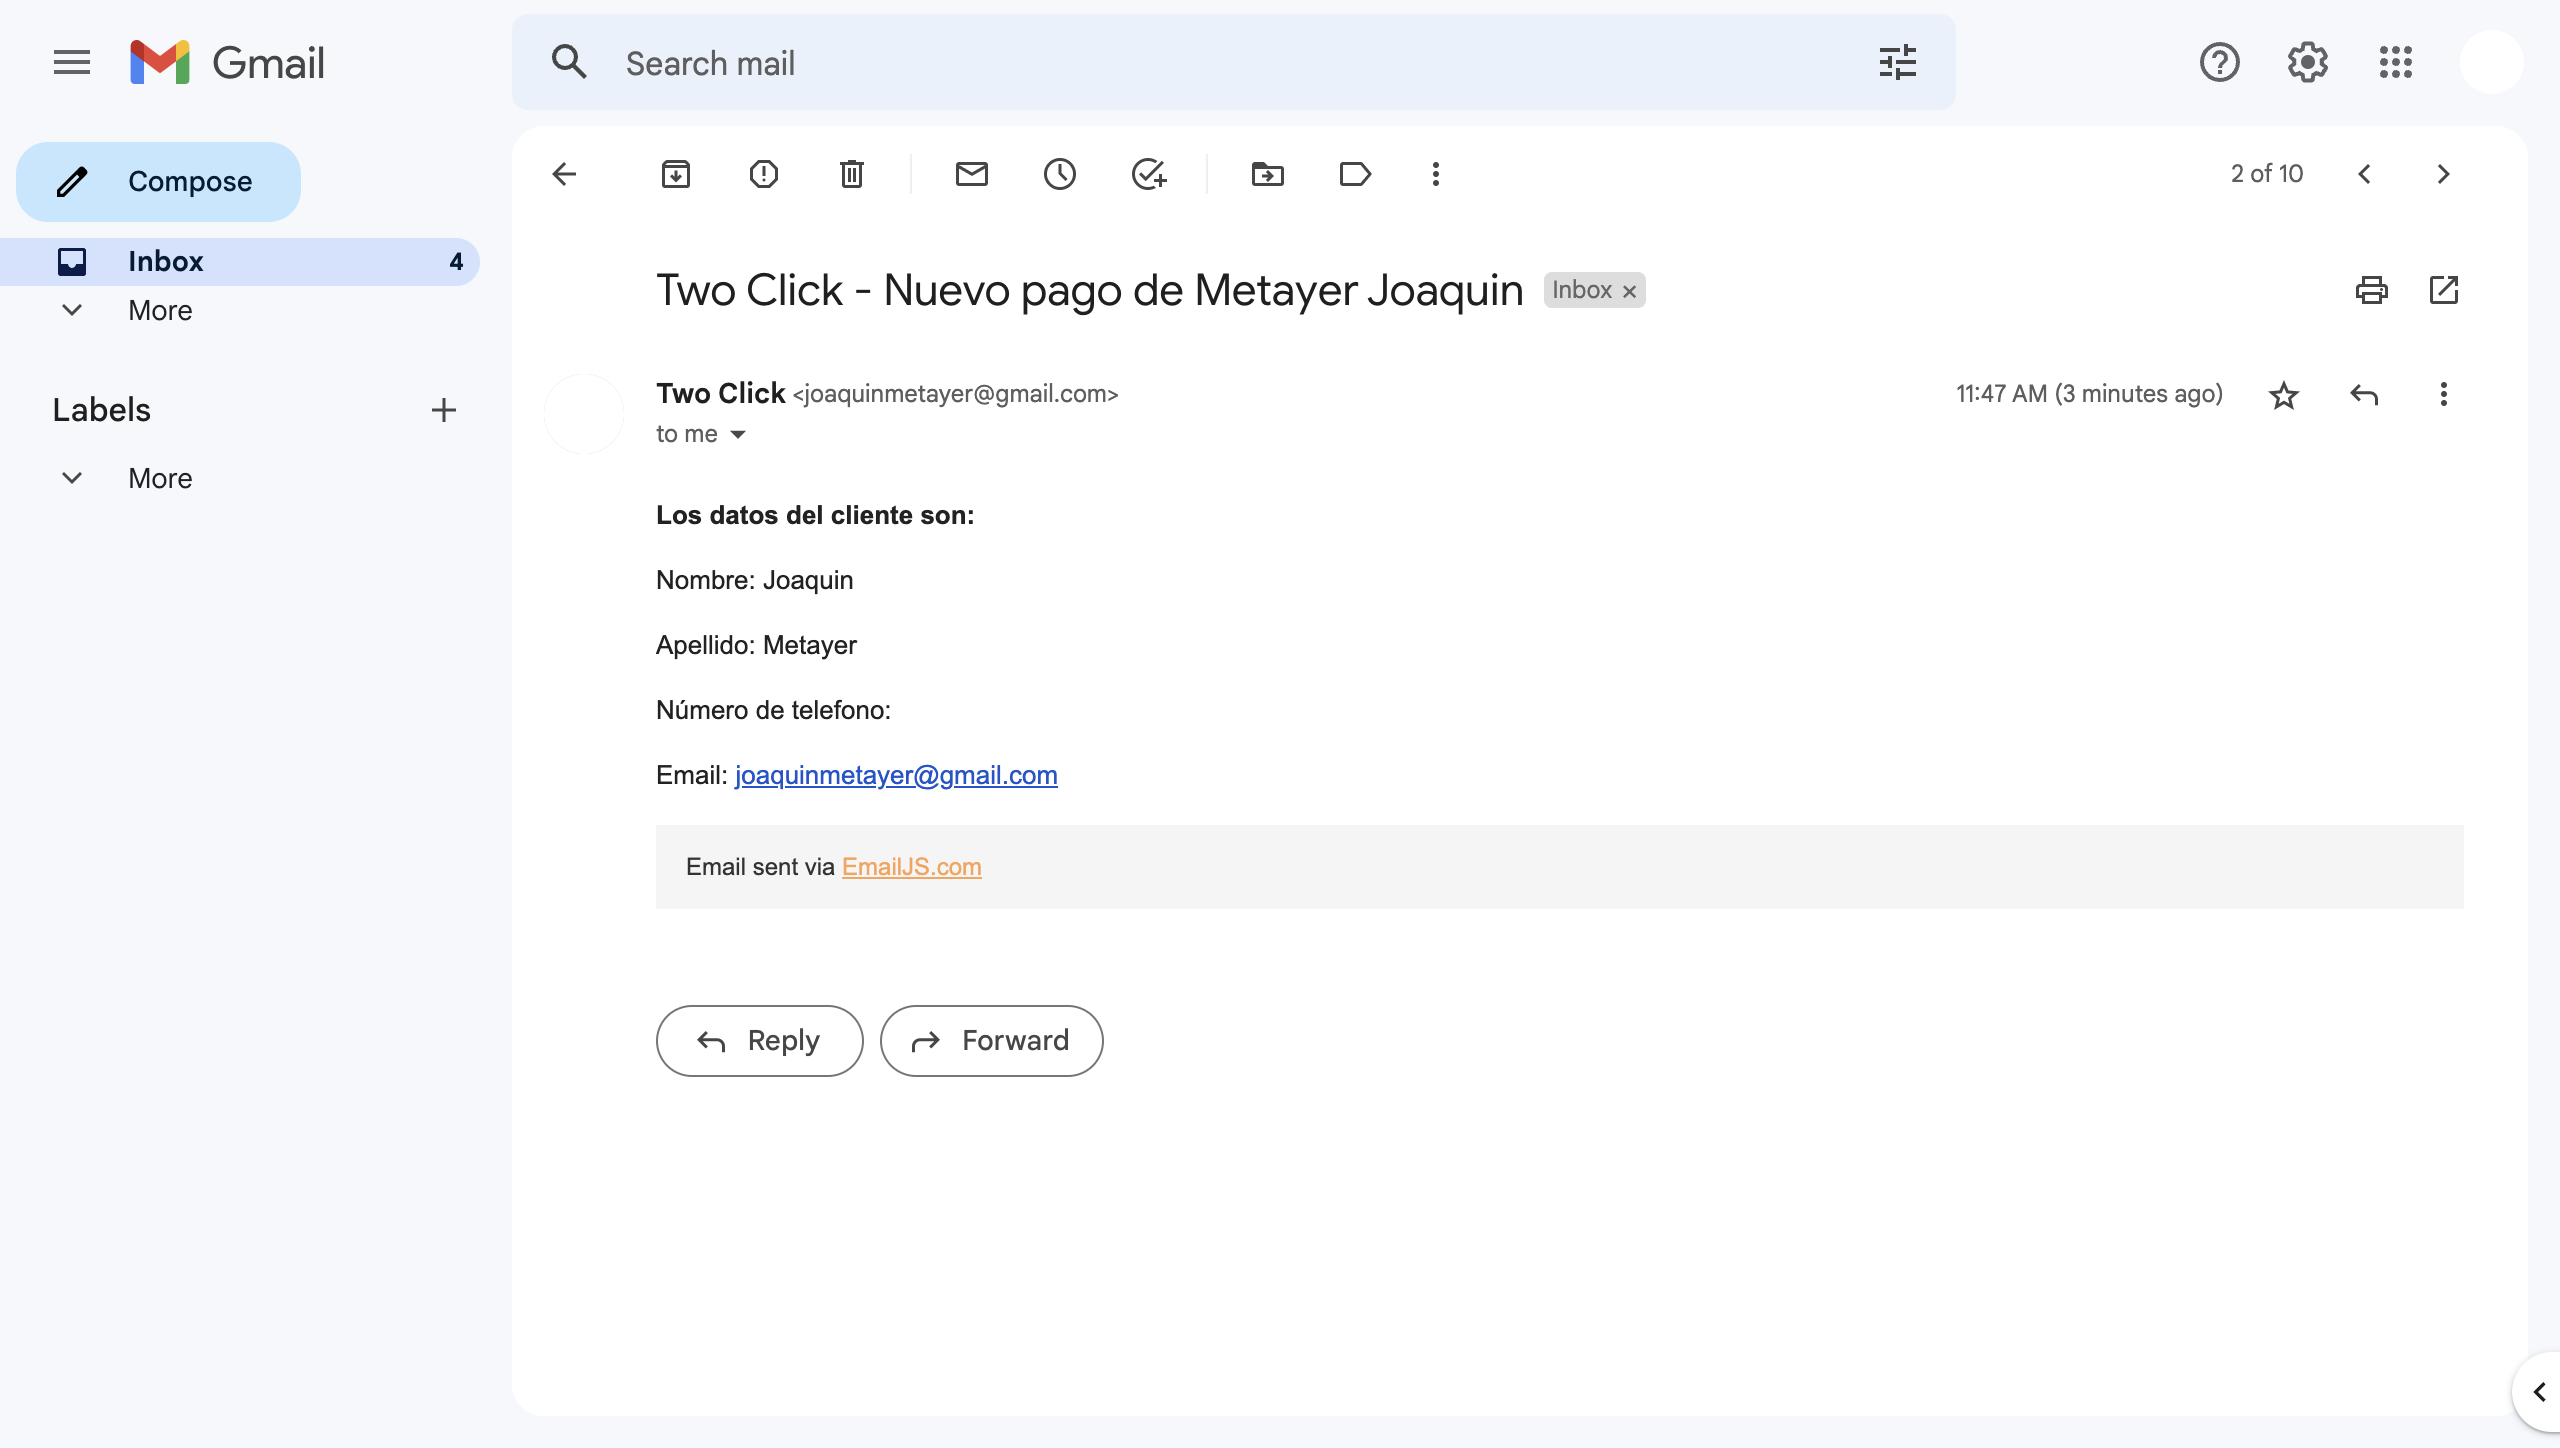 Gmail
Search mail
Compose
Inbox 4
More
Labels
More
2 of 10
Two Click - Nuevo pago de Metayer Joaquin Inbox ×
Two Click <joaquinmetayer@gmail.com> 11:47 AM (3 minutes ago)
to me
Los datos del cliente son:
Nombre: Joaquin
Apellido: Metayer
Número de telefono:
Email: joaquinmetayer@gmail.com
Email sent via EmailJS.com
Reply Forward